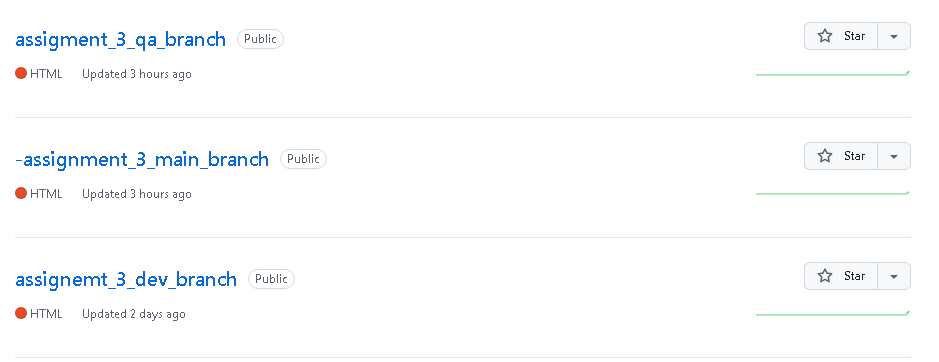 assigment_3_qa_branch Public Star
HTML Updated 3 hours ago
-assignment_3_main_branch Public Star
HTML Updated 3 hours ago
assignemt_3_dev_branch Public Star
HTML Updated 2 days ago